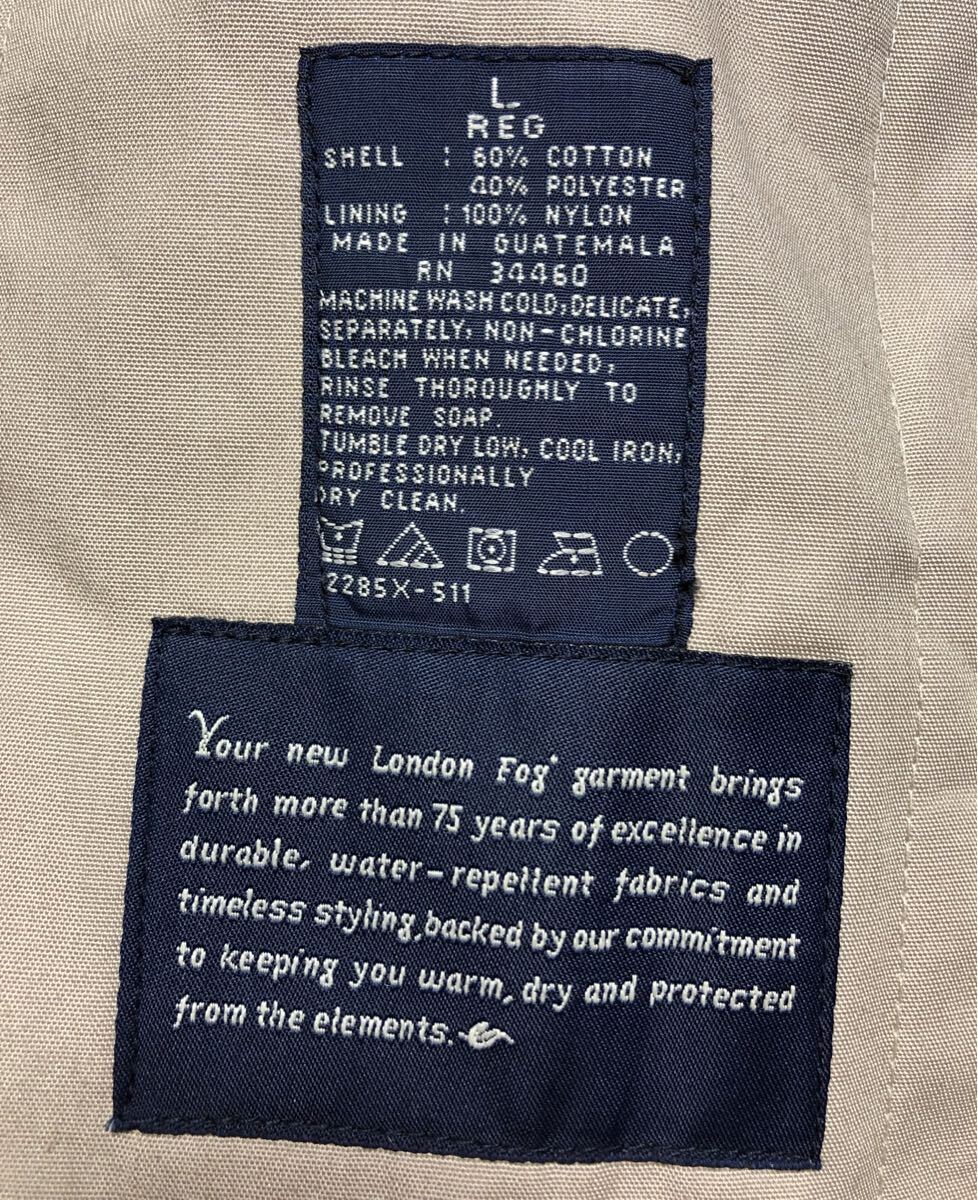 L
REG
SHELL : 60% COTTON
40% POLYESTER
LINING : 100% NYLON
MADE IN GUATEMALA
RN 34460
MACHINE WASH COLD, DELICATE,
SEPARATELY, NON-CHLORINE
BLEACH WHEN NEEDED,
RINSE THOROUGHLY TO
REMOVE SOAP.
TUMBLE DRY LOW, COOL IRON,
PROFESSIONALLY
DRY CLEAN.
2285X-511
Your new London Fog® garment brings
forth more than 75 years of excellence in
durable, water-repellent fabrics and
timeless styling, backed by our commitment
to keeping you warm, dry and protected
from the elements.